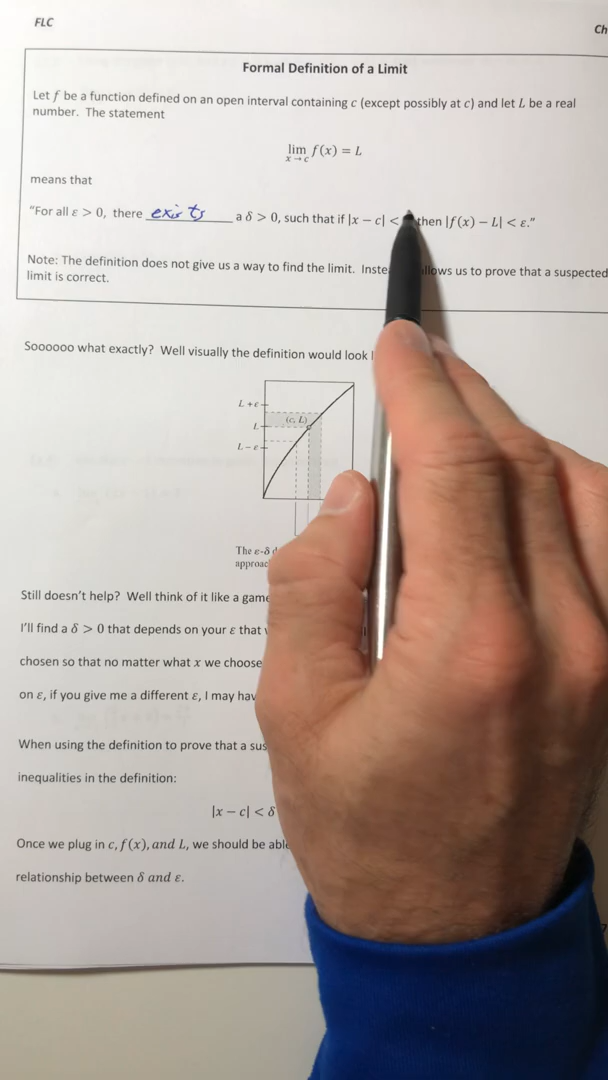 FLC
Ch
Formal Definition of a Limit
Let f be a function defined on an open interval containing c (except possibly at c) and let L be a real
number. The statement
lim f(x) = L
x→c
means that
"For all ε > 0, there exists a δ > 0, such that if |x − c| < then |f(x) − L| < ε."
Note: The definition does not give us a way to find the limit. us to prove that a suspected
limit is correct.
Soooooo what exactly? Well visually the definition would look
L + ε
(c, L)
L
L − ε
The ε-δ
Still doesn't help? Well think of it like a game
I'll find a δ > 0 that depends on your ε that
chosen so that no matter what x we choose
on ε, if you give me a different ε, I may
When using the definition to prove that a
inequalities in the definition:
|x − c| < δ
Once we plug in c, f(x), and L, we should be
relationship between δ and ε.